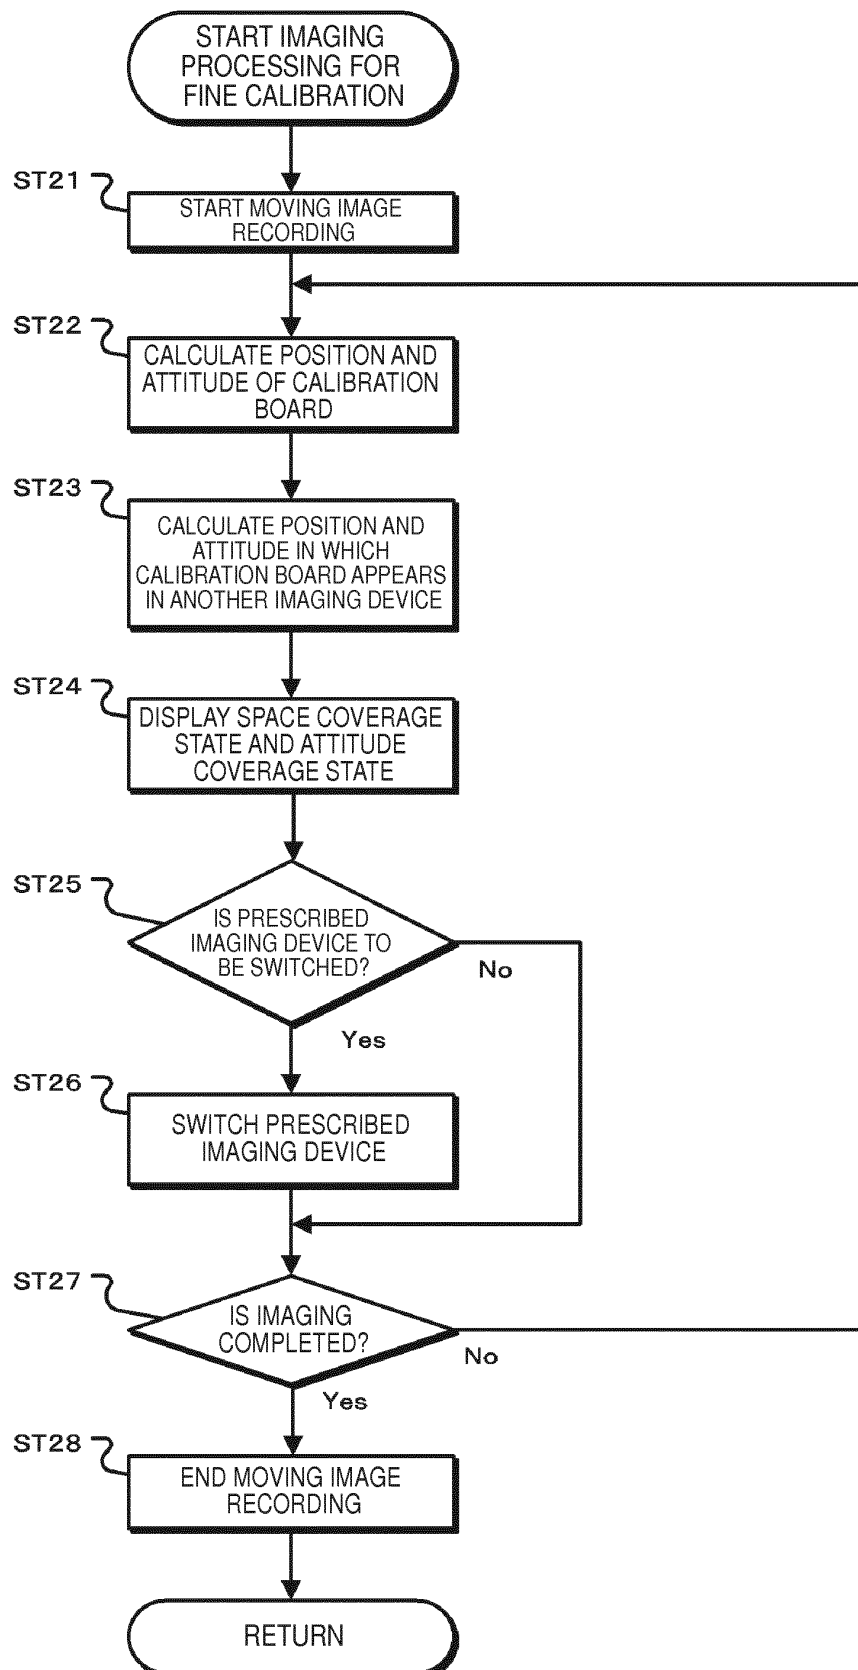 START IMAGING
PROCESSING FOR
FINE CALIBRATION
ST21
START MOVING IMAGE
RECORDING
ST22
CALCULATE POSITION AND
ATTITUDE OF CALIBRATION
BOARD
ST23
CALCULATE POSITION AND
ATTITUDE IN WHICH
CALIBRATION BOARD APPEARS
IN ANOTHER IMAGING DEVICE
ST24
DISPLAY SPACE COVERAGE
STATE AND ATTITUDE
COVERAGE STATE
ST25
IS PRESCRIBED
IMAGING DEVICE TO
BE SWITCHED?
No
Yes
ST26
SWITCH PRESCRIBED
IMAGING DEVICE
ST27
IS IMAGING
COMPLETED?
No
Yes
ST28
END MOVING IMAGE
RECORDING
RETURN